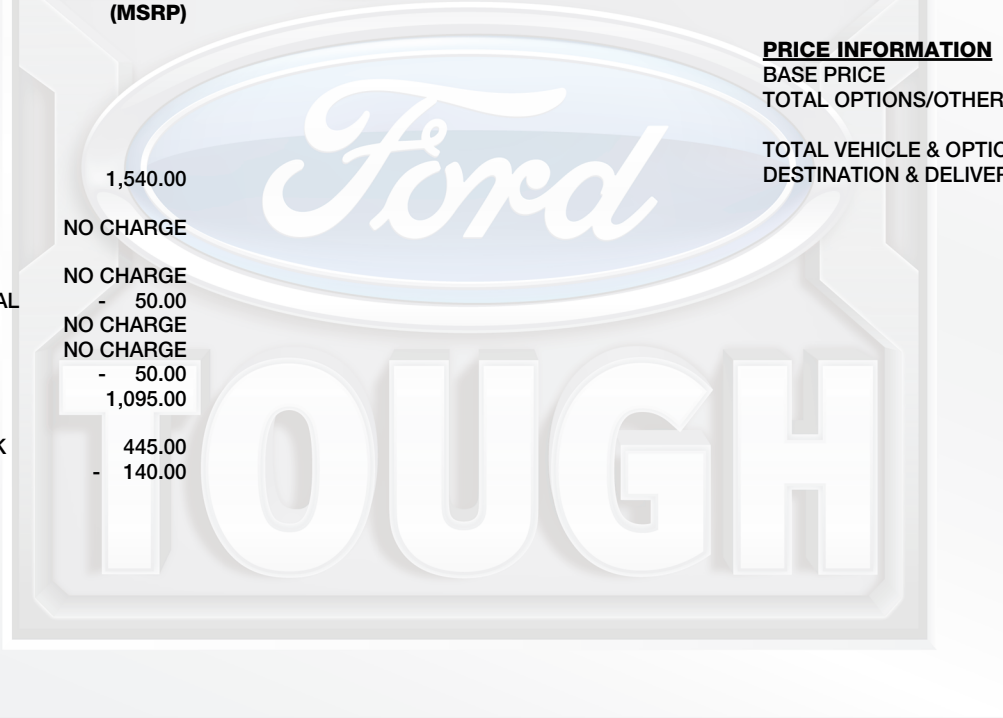 (MSRP)
1,540.00
NO CHARGE
NO CHARGE
AL - 50.00
NO CHARGE
NO CHARGE
- 50.00
1,095.00
K 445.00
- 140.00
PRICE INFORMATION
BASE PRICE
TOTAL OPTIONS/OTHER
TOTAL VEHICLE & OPTIO
DESTINATION & DELIVER
Ford
TOUGH